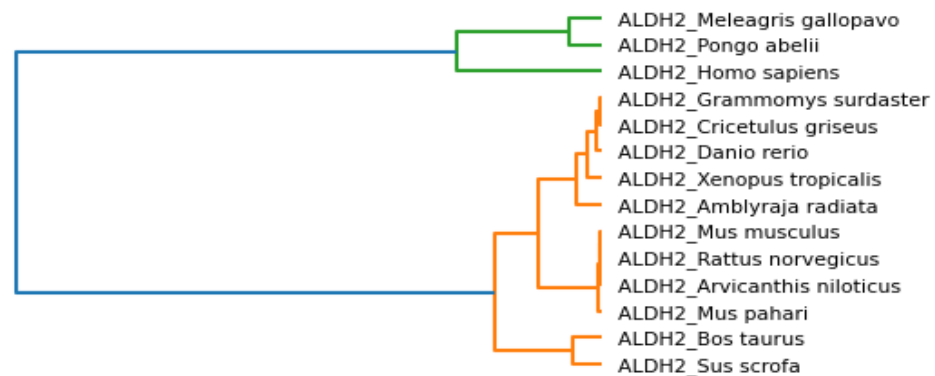 ALDH2_Meleagris gallopavo
ALDH2_Pongo abelii
ALDH2_Homo sapiens
ALDH2_Grammomys surdaster
ALDH2_Cricetulus griseus
ALDH2_Danio rerio
ALDH2_Xenopus tropicalis
ALDH2_Amblyraja radiata
ALDH2_Mus musculus
ALDH2_Rattus norvegicus
ALDH2_Arvicanthis niloticus
ALDH2_Mus pahari
ALDH2_Bos taurus
ALDH2_Sus scrofa